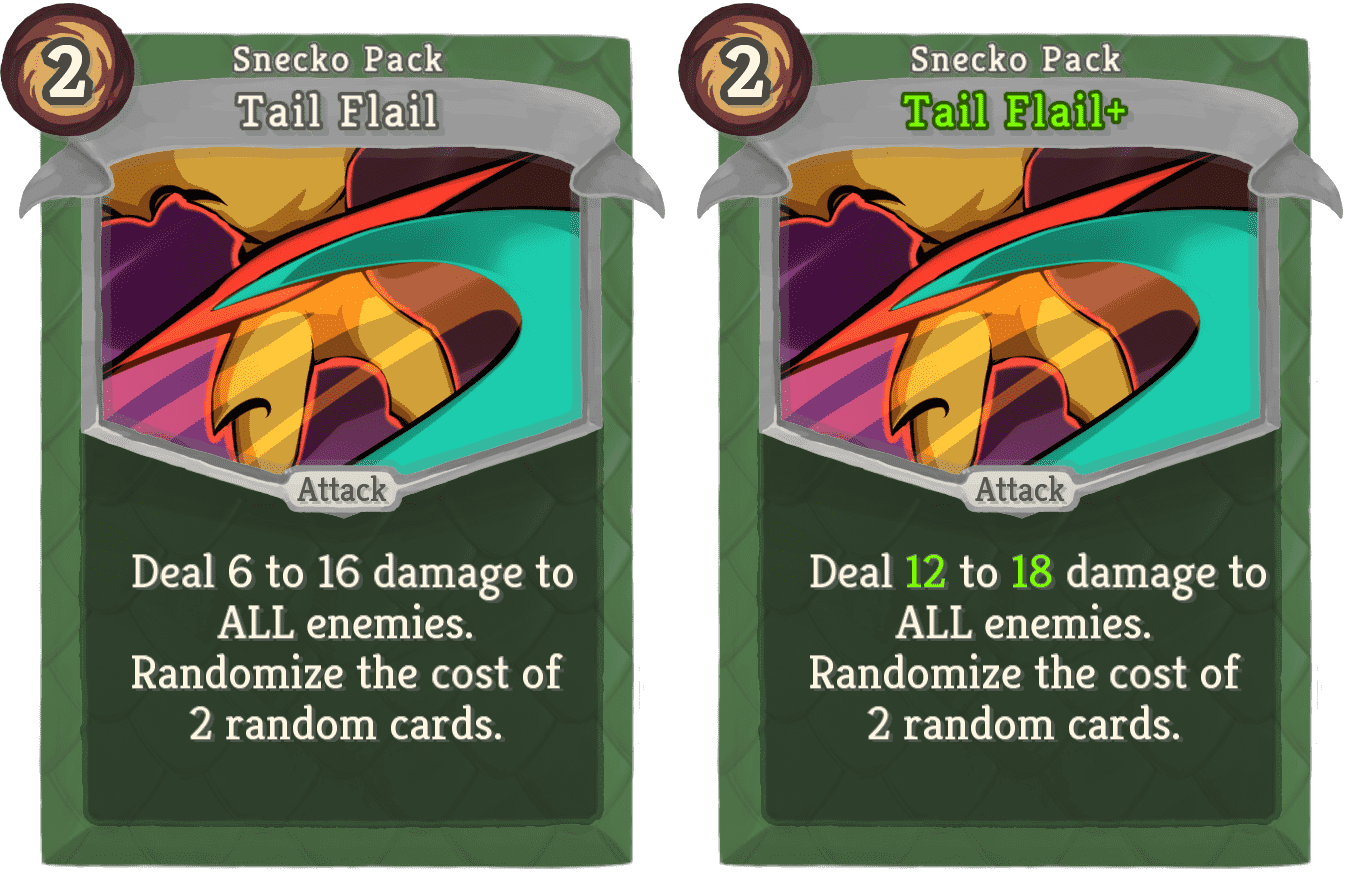 2
Snecko Pack
Tail Flail
Attack
Deal 6 to 16 damage to
ALL enemies.
Randomize the cost of
2 random cards.
2
Snecko Pack
Tail Flail+
Attack
Deal 12 to 18 damage to
ALL enemies.
Randomize the cost of
2 random cards.